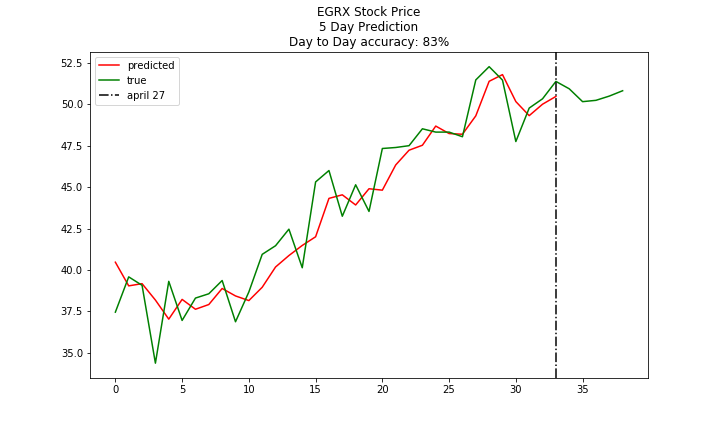 EGRX Stock Price
5 Day Prediction
Day to Day accuracy: 83%
predicted
true
april 27
52.5
50.0
47.5
45.0
42.5
40.0
37.5
35.0
0 5 10 15 20 25 30 35